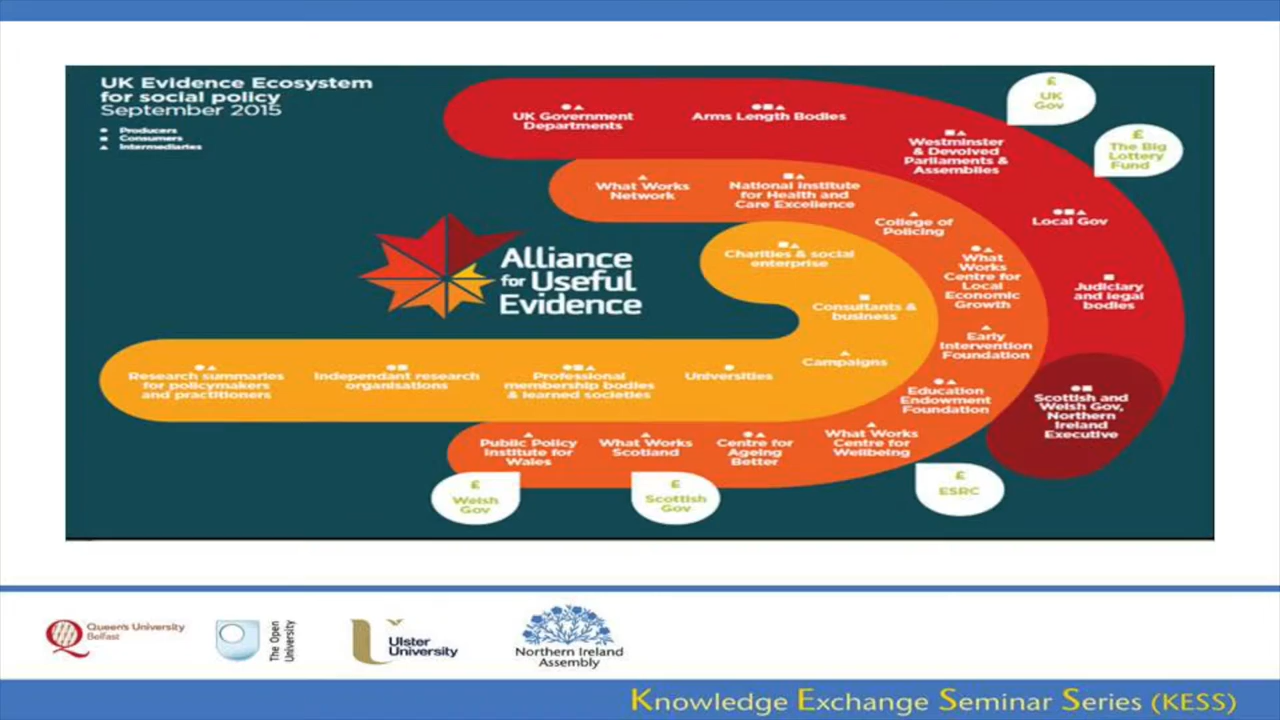 UK Evidence Ecosystem
for social policy
September 2015
Producers
Consumers
Intermediaries
UK Government
Departments
Arms Length Bodies
Westminster
& Devolved
Parliaments &
Assemblies
£
UK
Gov
£
The Big
Lottery
Fund
What Works
Network
National Institute
for Health and
Care Excellence
College of
Policing
Local Gov
Charities & social
enterprise
What
Works
Centre for
Local
Economic
Growth
Judiciary
and legal
bodies
Alliance
for Useful
Evidence
Consultants &
business
Early
Intervention
Foundation
Campaigns
Research summaries
for policymakers
and practitioners
Independant research
organisations
Professional
membership bodies
& learned societies
Universities
Education
Endowment
Foundation
Scottish and
Welsh Gov,
Northern
Ireland
Executive
Public Policy
Institute for
Wales
What Works
Scotland
Centre for
Ageing
Better
What Works
Centre for
Wellbeing
£
Welsh
Gov
£
Scottish
Gov
£
ESRC
Queen's University
Belfast
The Open
University
Ulster
University
Northern Ireland
Assembly
Knowledge Exchange Seminar Series (KESS)